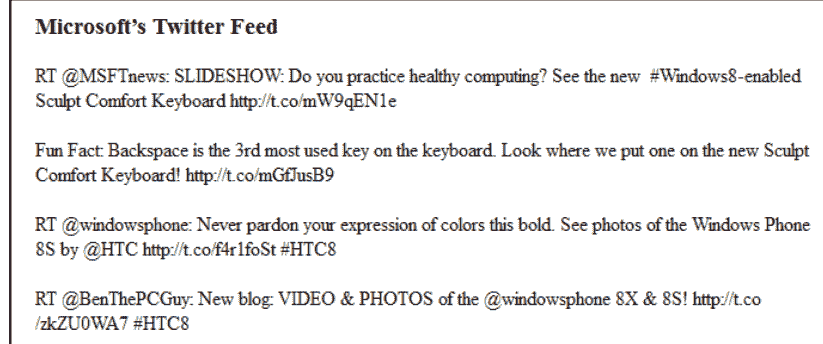 Microsoft's Twitter Feed
RT @MSFTnews: SLIDESHOW: Do you practice healthy computing? See the new #Windows8-enabled
Sculpt Comfort Keyboard http://t.co/mW9qEN1e
Fun Fact: Backspace is the 3rd most used key on the keyboard. Look where we put one on the new Sculpt
Comfort Keyboard! http://t.co/mGfJusB9
RT @windowsphone: Never pardon your expression of colors this bold. See photos of the Windows Phone
8S by @HTC http://t.co/f4r1foSt #HTC8
RT @BenThePCGuy: New blog: VIDEO & PHOTOS of the @windowsphone 8X & 8S! http://t.co
/zkZU0WA7 #HTC8